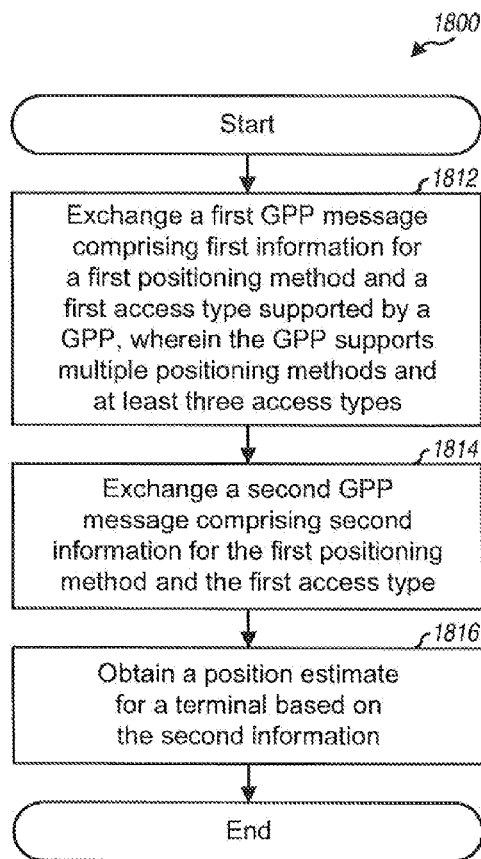 1800
Start
1812
Exchange a first GPP message
comprising first information for
a first positioning method and a
first access type supported by a
GPP, wherein the GPP supports
multiple positioning methods and
at least three access types
1814
Exchange a second GPP
message comprising second
information for the first positioning
method and the first access type
1816
Obtain a position estimate
for a terminal based on
the second information
End